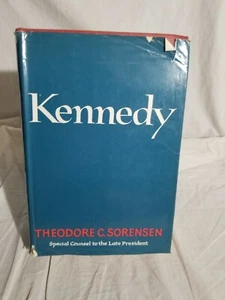 Kennedy
THEODORE C. SORENSEN
Special Counsel to the Late President